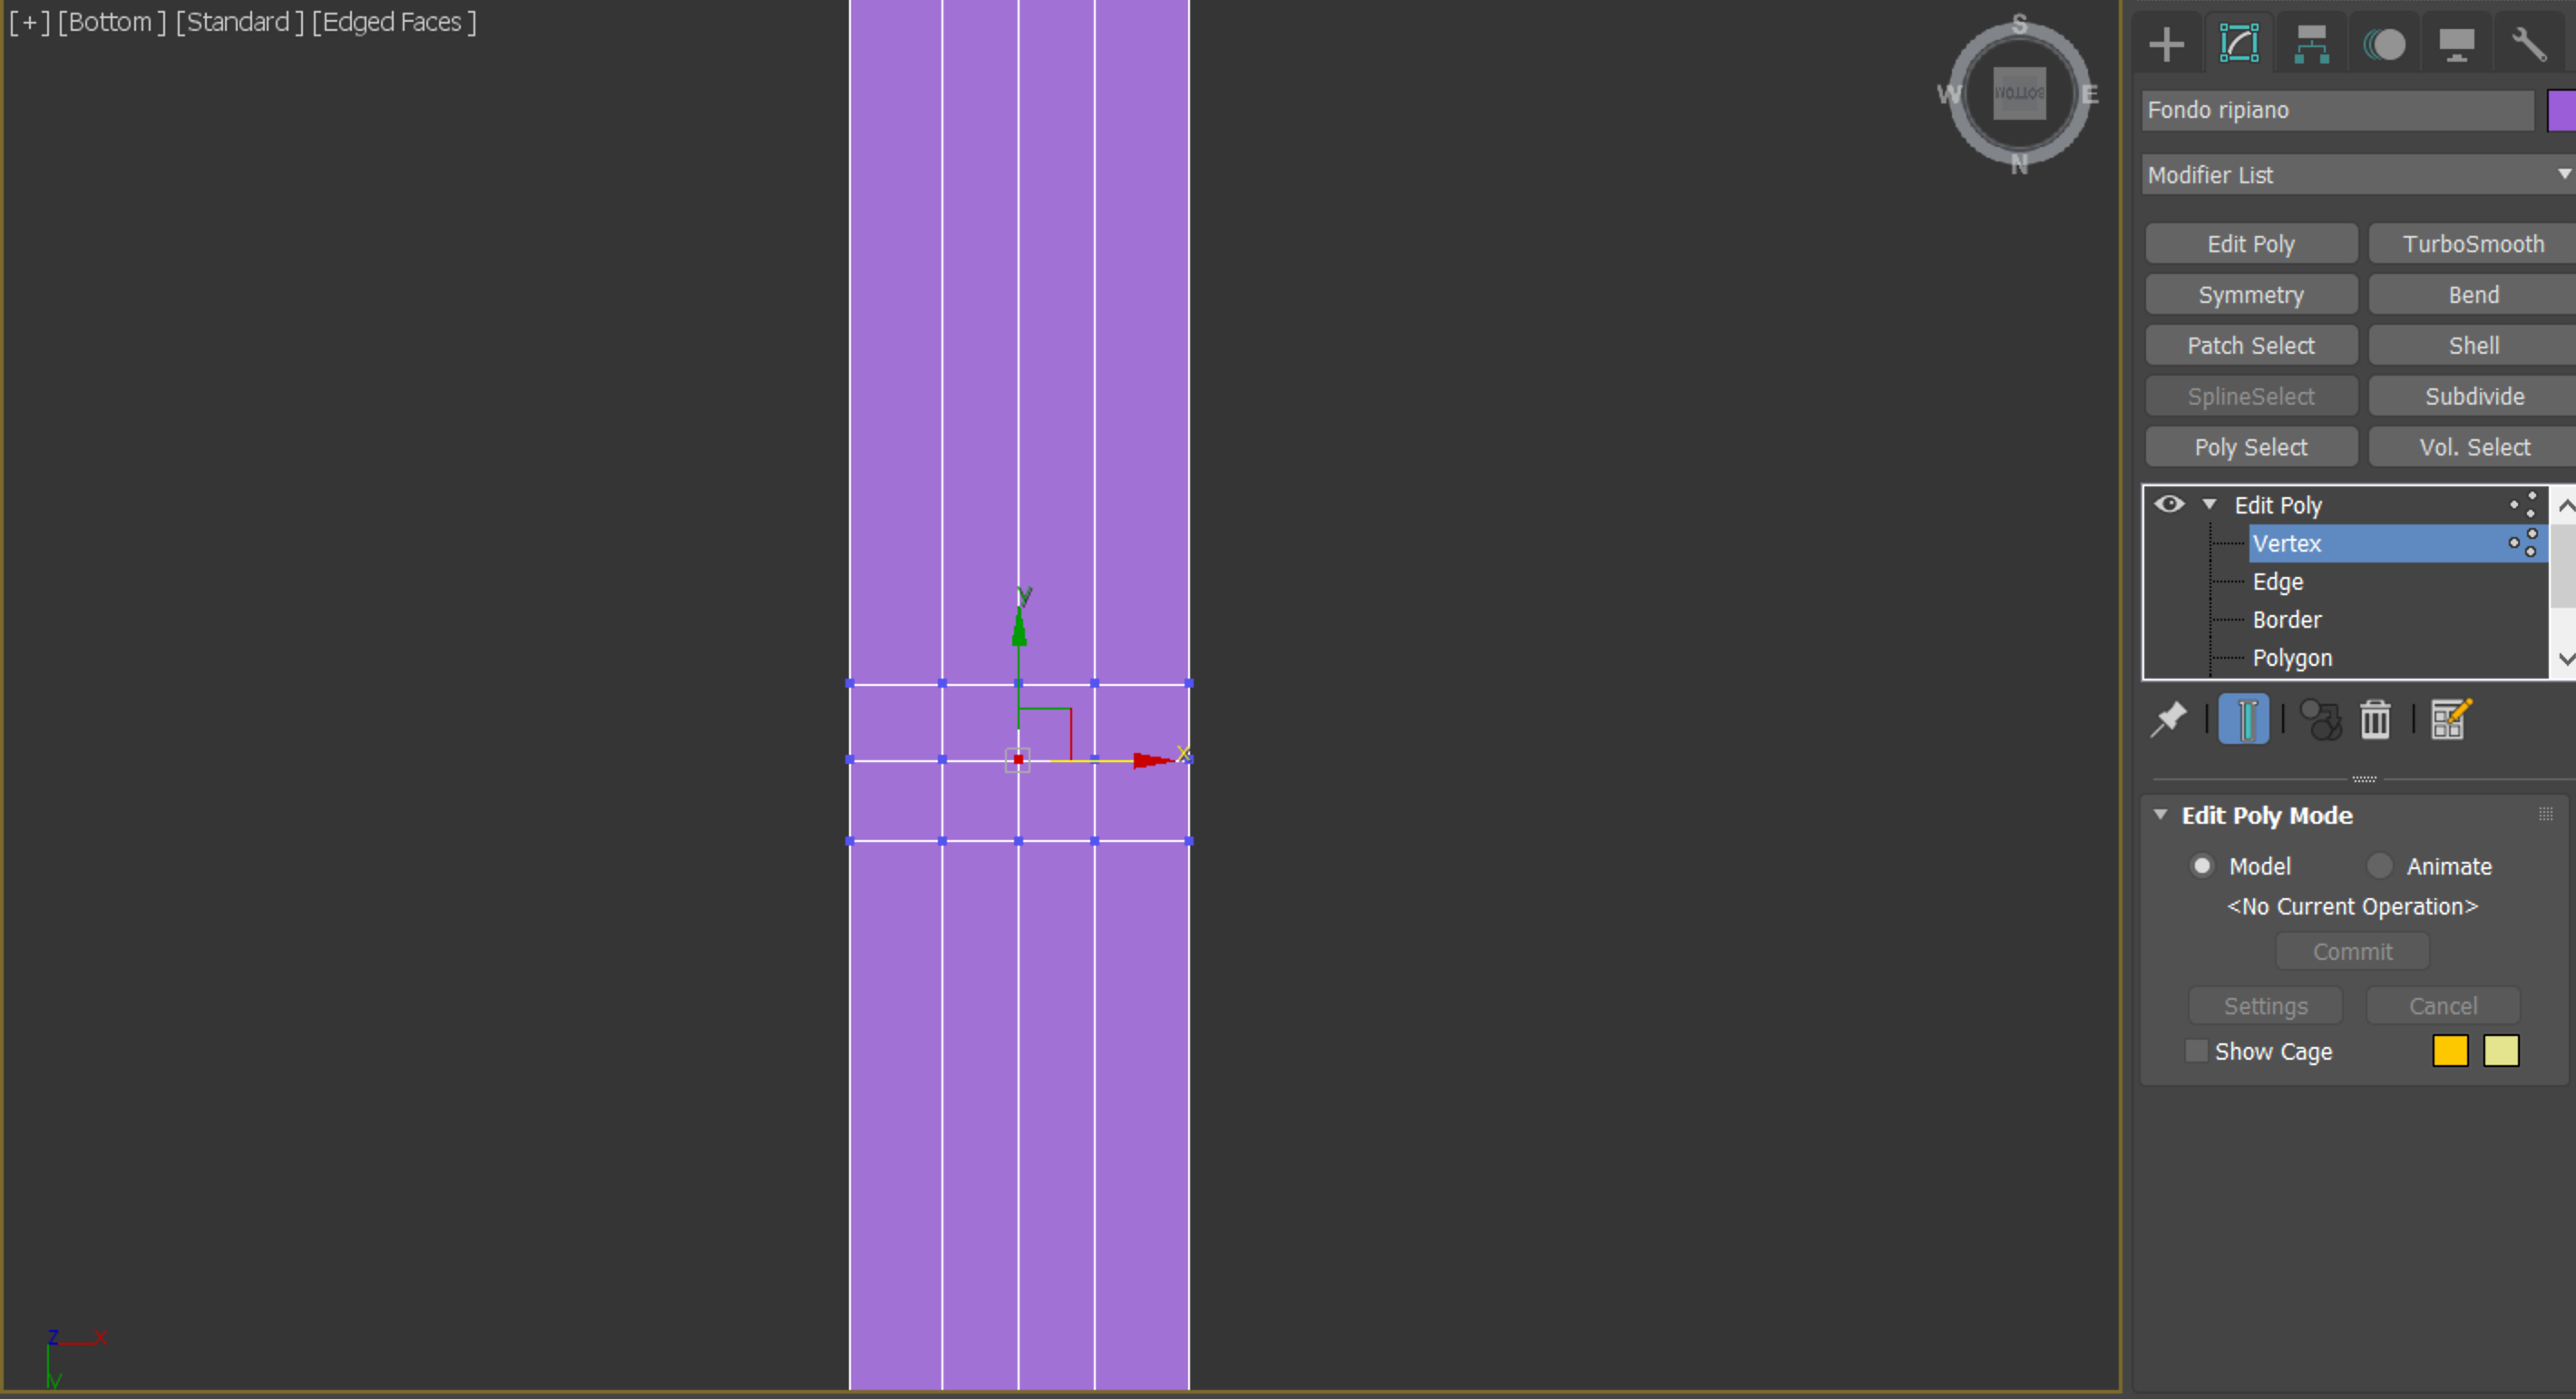 [+] [Bottom ] [Standard ] [Edged Faces ]
S
W
BOTTOM
E
N
y
x
Z
X
y
Fondo ripiano
Modifier List
Edit Poly
TurboSmooth
Symmetry
Bend
Patch Select
Shell
SplineSelect
Subdivide
Poly Select
Vol. Select
Edit Poly
Vertex
Edge
Border
Polygon
Edit Poly Mode
Model
Animate
<No Current Operation>
Commit
Settings
Cancel
Show Cage